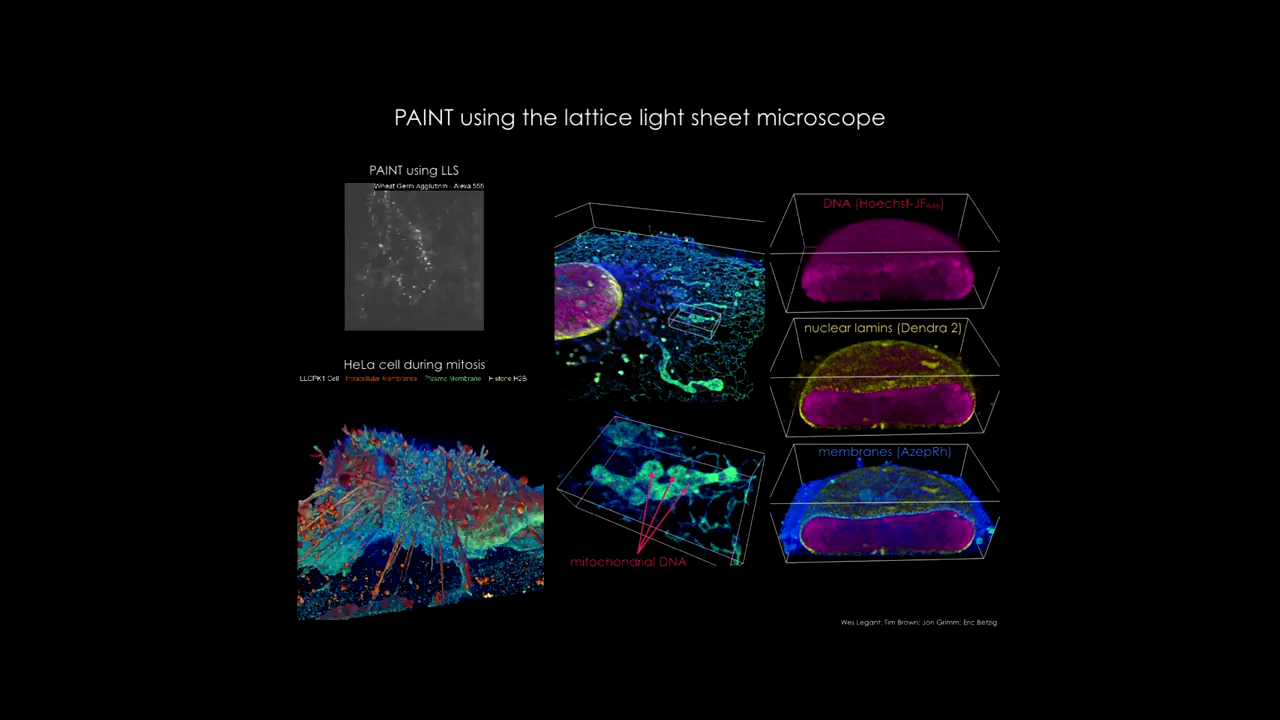 PAINT using the lattice light sheet microscope
PAINT using LLS
Wheat Germ Agglutinin - Alexa 555
HeLa cell during mitosis
LLCPK1 Cell Intracellular Membranes Plasma Membrane Histone H2B
mitochondrial DNA
DNA (Hoechst-JF₆₄₆)
nuclear lamins (Dendra 2)
membranes (AzepRh)
Wes Legant; Tim Brown; Jon Grimm; Eric Betzig